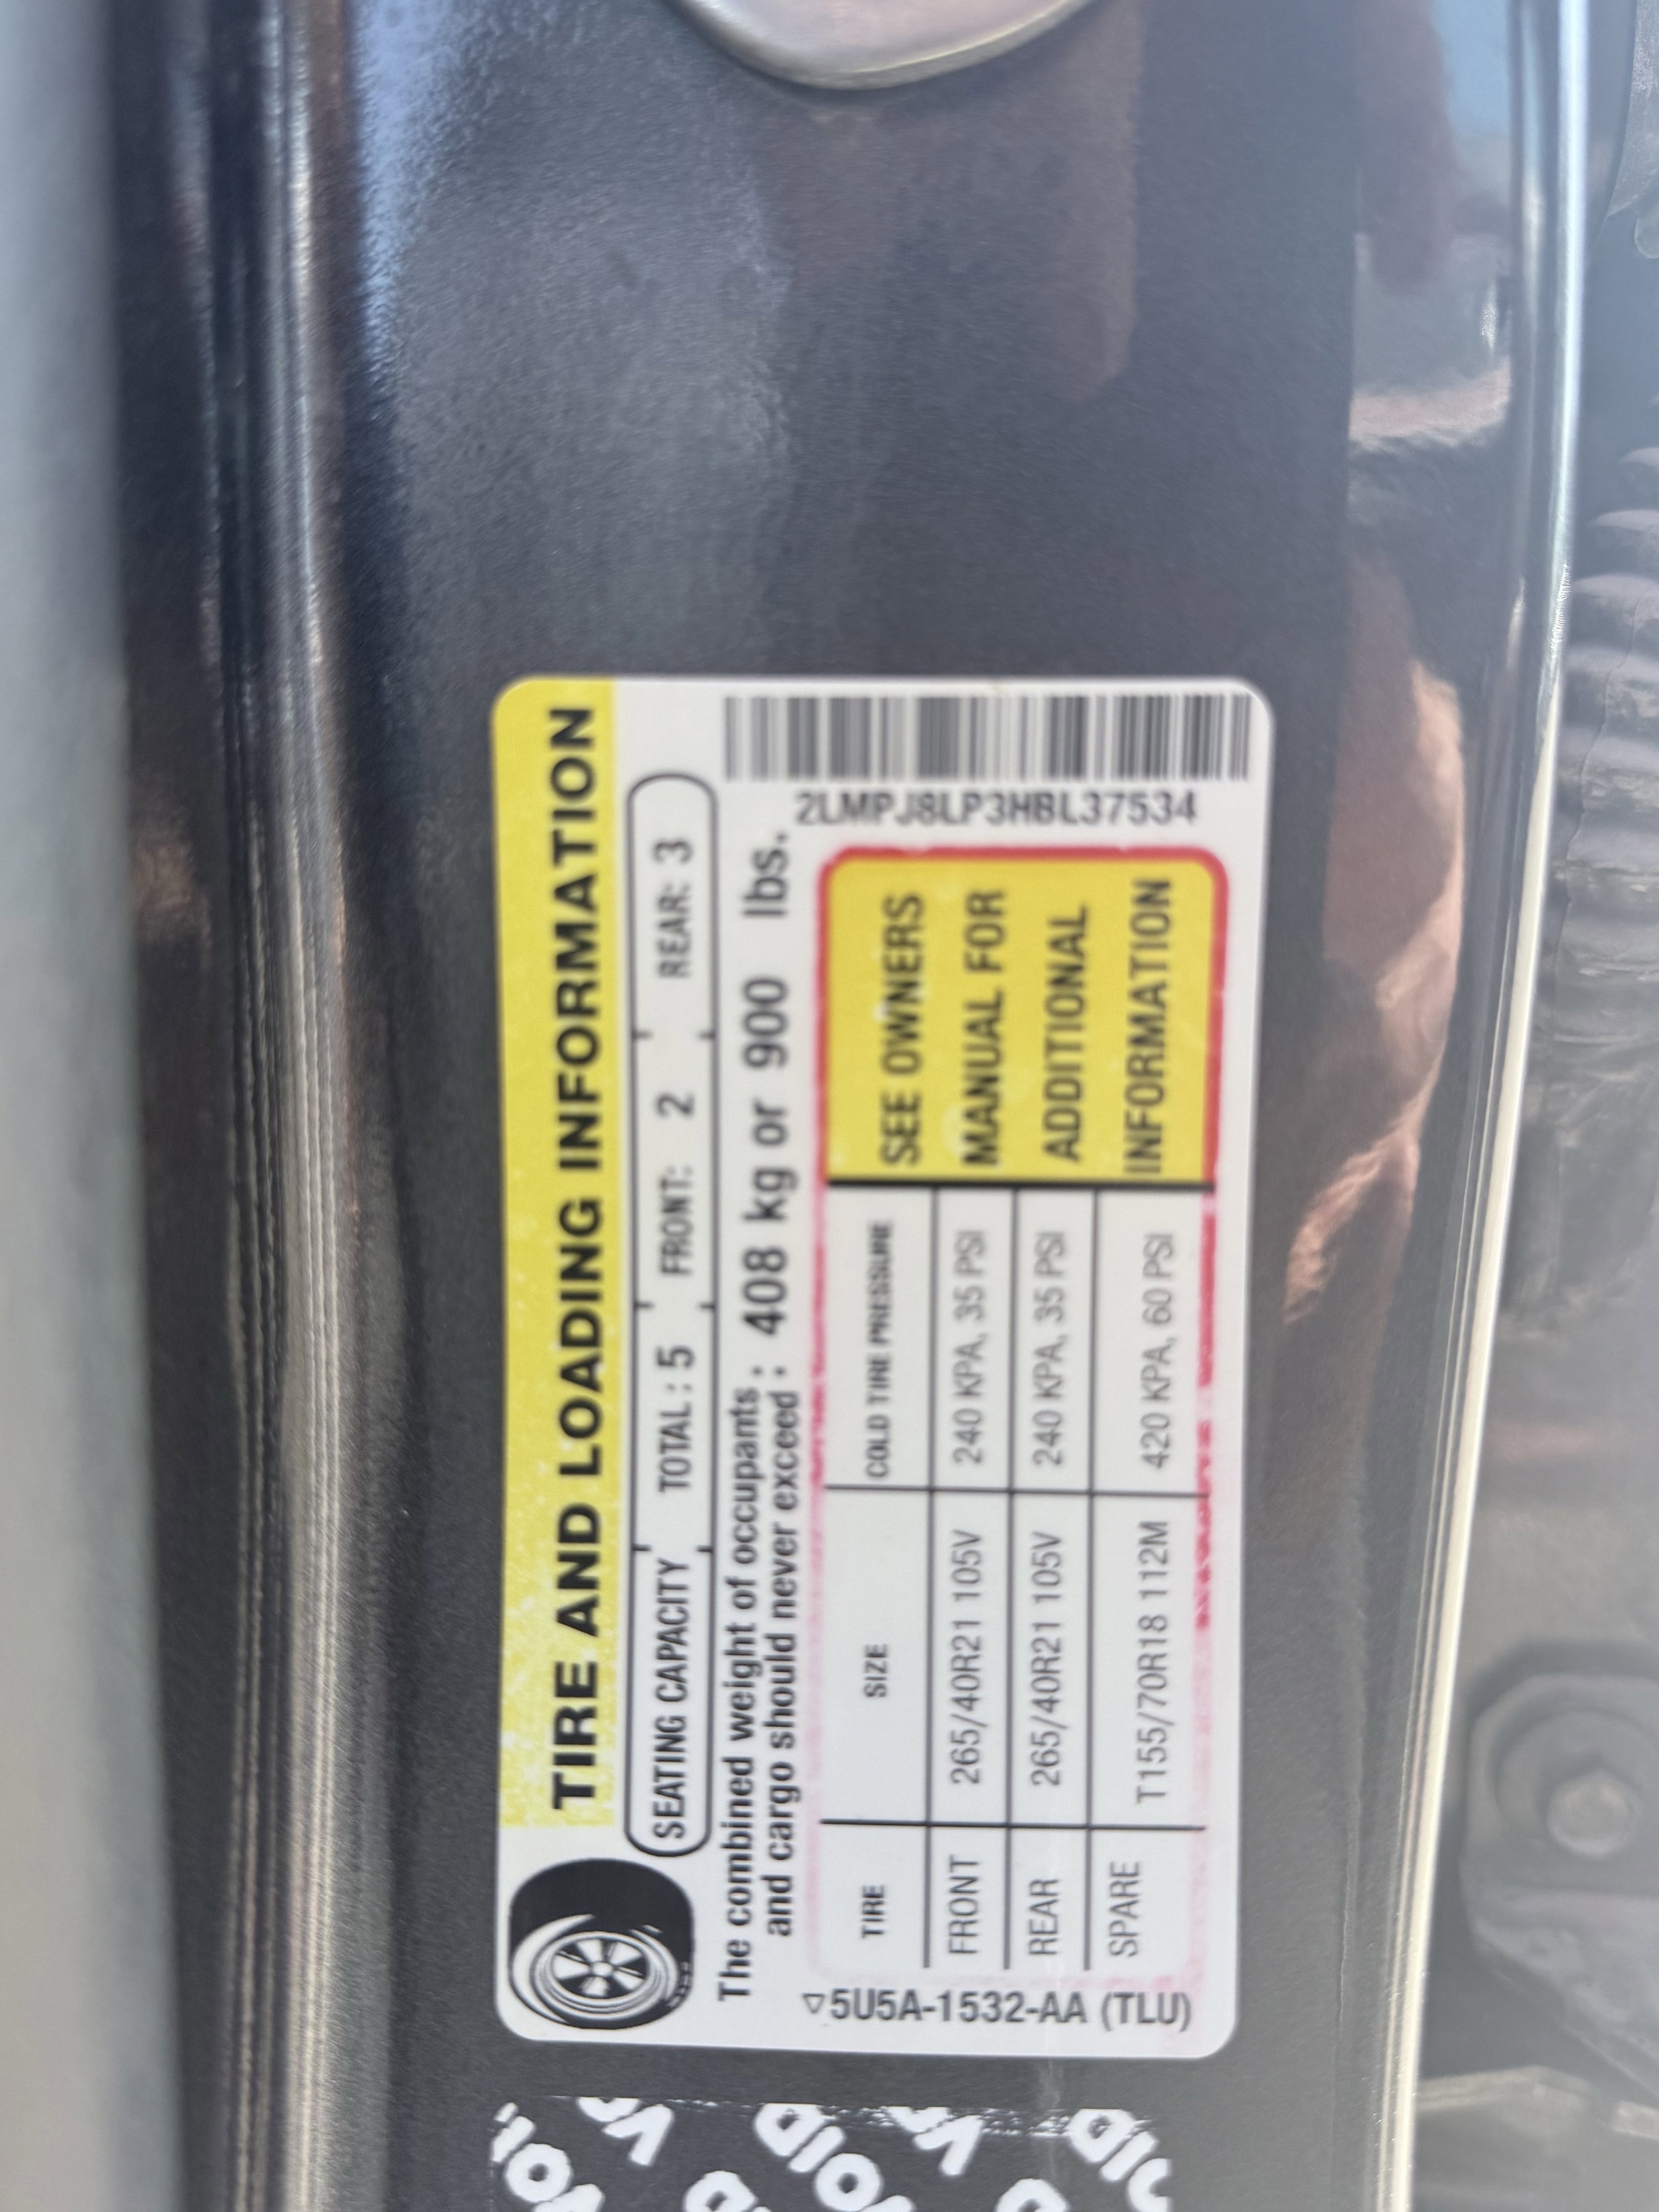 TIRE AND LOADING INFORMATION
SEATING CAPACITY TOTAL : 5 FRONT: 2 REAR: 3
The combined weight of occupants : 408 kg or 900 lbs.
and cargo should never exceed :
TIRE SIZE COLD TIRE PRESSURE
FRONT 265/40R21 105V 240 KPA, 35 PSI
REAR 265/40R21 105V 240 KPA, 35 PSI
SPARE T155/70R18 112M 420 KPA, 60 PSI
SEE OWNERS
MANUAL FOR
ADDITIONAL
INFORMATION
2LMPJ8LP3HBL37534
▽5U5A-1532-AA (TLU)
VOID
VOID
VOID